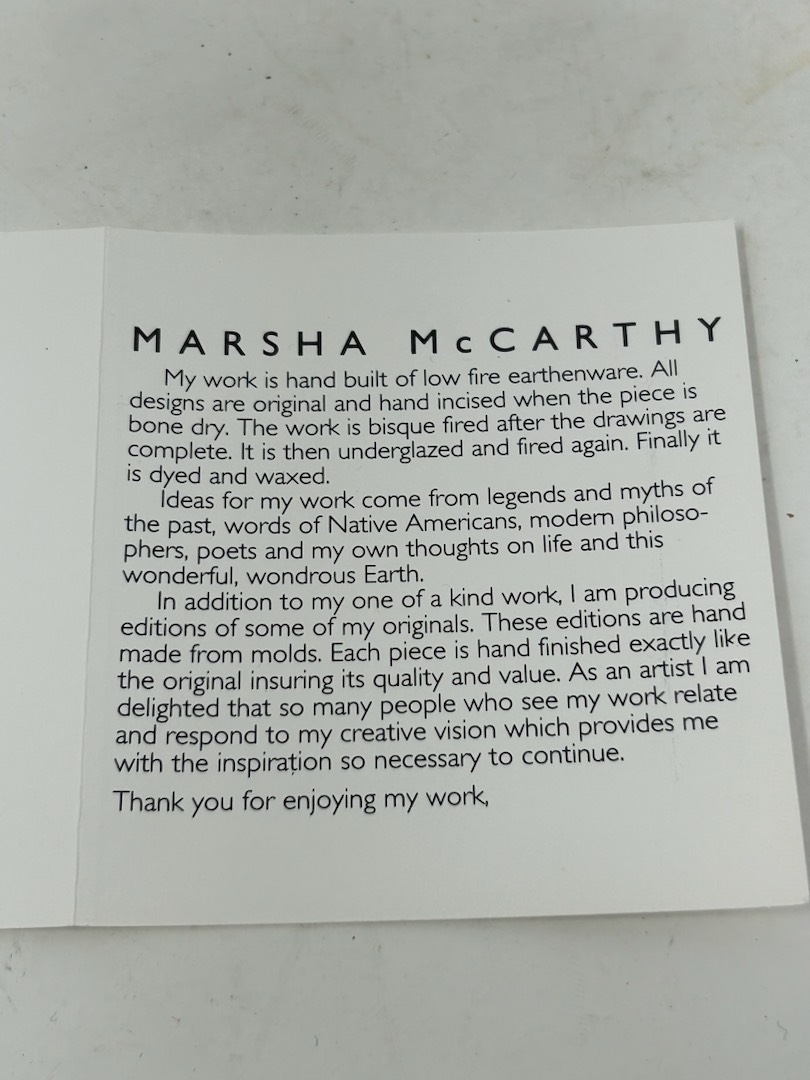 MARSHA McCARTHY
My work is hand built of low fire earthenware. All
designs are original and hand incised when the piece is
bone dry. The work is bisque fired after the drawings are
complete. It is then underglazed and fired again. Finally it
is dyed and waxed.
Ideas for my work come from legends and myths of
the past, words of Native Americans, modern philoso-
phers, poets and my own thoughts on life and this
wonderful, wondrous Earth.
In addition to my one of a kind work, I am producing
editions of some of my originals. These editions are hand
made from molds. Each piece is hand finished exactly like
the original insuring its quality and value. As an artist I am
delighted that so many people who see my work relate
and respond to my creative vision which provides me
with the inspiration so necessary to continue.
Thank you for enjoying my work,